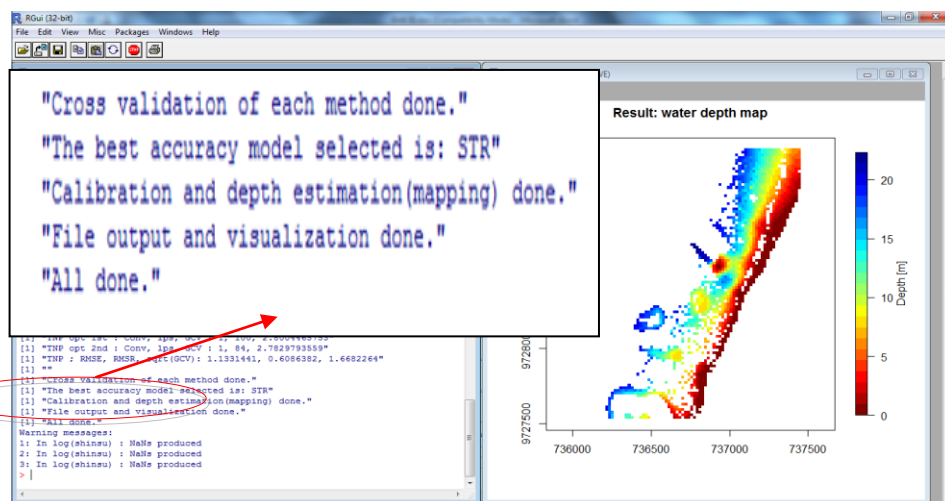 RGui (32-bit)
File Edit View Misc Packages Windows Help
"Cross validation of each method done."
"The best accuracy model selected is: STR"
"Calibration and depth estimation(mapping) done."
"File output and visualization done."
"All done."
[1] "TNP opt 2nd : Conv, lps, GCV : 1, 84, 2.7829793559"
[1] "TNP : RMSE, RMSR, sqrt(GCV): 1.1331441, 0.6086382, 1.6682264"
[1] ""
[1] "Cross validation of each method done."
[1] "The best accuracy model selected is: STR"
[1] "Calibration and depth estimation(mapping) done."
[1] "File output and visualization done."
[1] "All done."
Warning messages:
1: In log(shinsu) : NaNs produced
2: In log(shinsu) : NaNs produced
3: In log(shinsu) : NaNs produced
>
Result: water depth map
20
15
10
5
0
Depth [m]
9727500
736000 736500 737000 737500